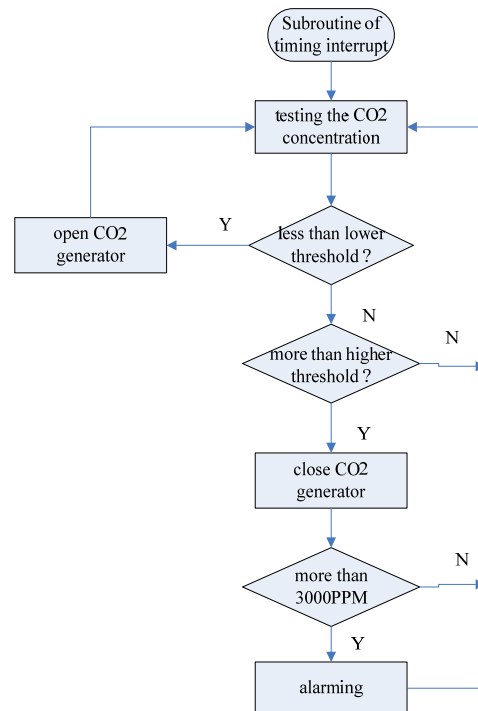 Subroutine of
timing interrupt
testing the CO2
concentration
Y
less than lower
threshold？
open CO2
generator
N
N
more than higher
threshold？
Y
close CO2
generator
N
more than
3000PPM
Y
alarming